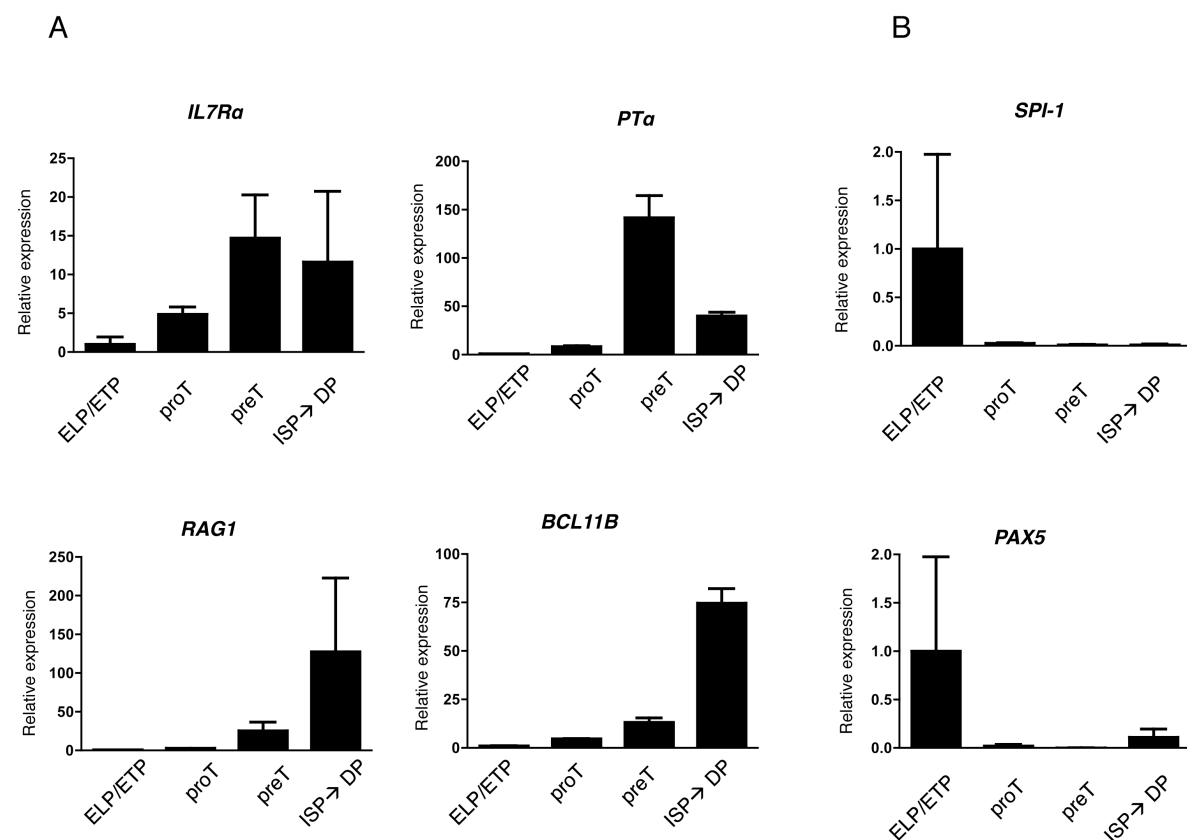 A
B
IL7Rα
Relative expression
25
20
15
10
5
0
ELP/ETP
proT
preT
ISP→ DP
PTα
Relative expression
200
150
100
50
0
ELP/ETP
proT
preT
ISP→ DP
SPI-1
Relative expression
2.0
1.5
1.0
0.5
0.0
ELP/ETP
proT
preT
ISP→ DP
RAG1
Relative expression
250
200
150
100
50
0
ELP/ETP
proT
preT
ISP→ DP
BCL11B
Relative expression
100
75
50
25
0
ELP/ETP
proT
preT
ISP→ DP
PAX5
Relative expression
2.0
1.5
1.0
0.5
0.0
ELP/ETP
proT
preT
ISP→ DP